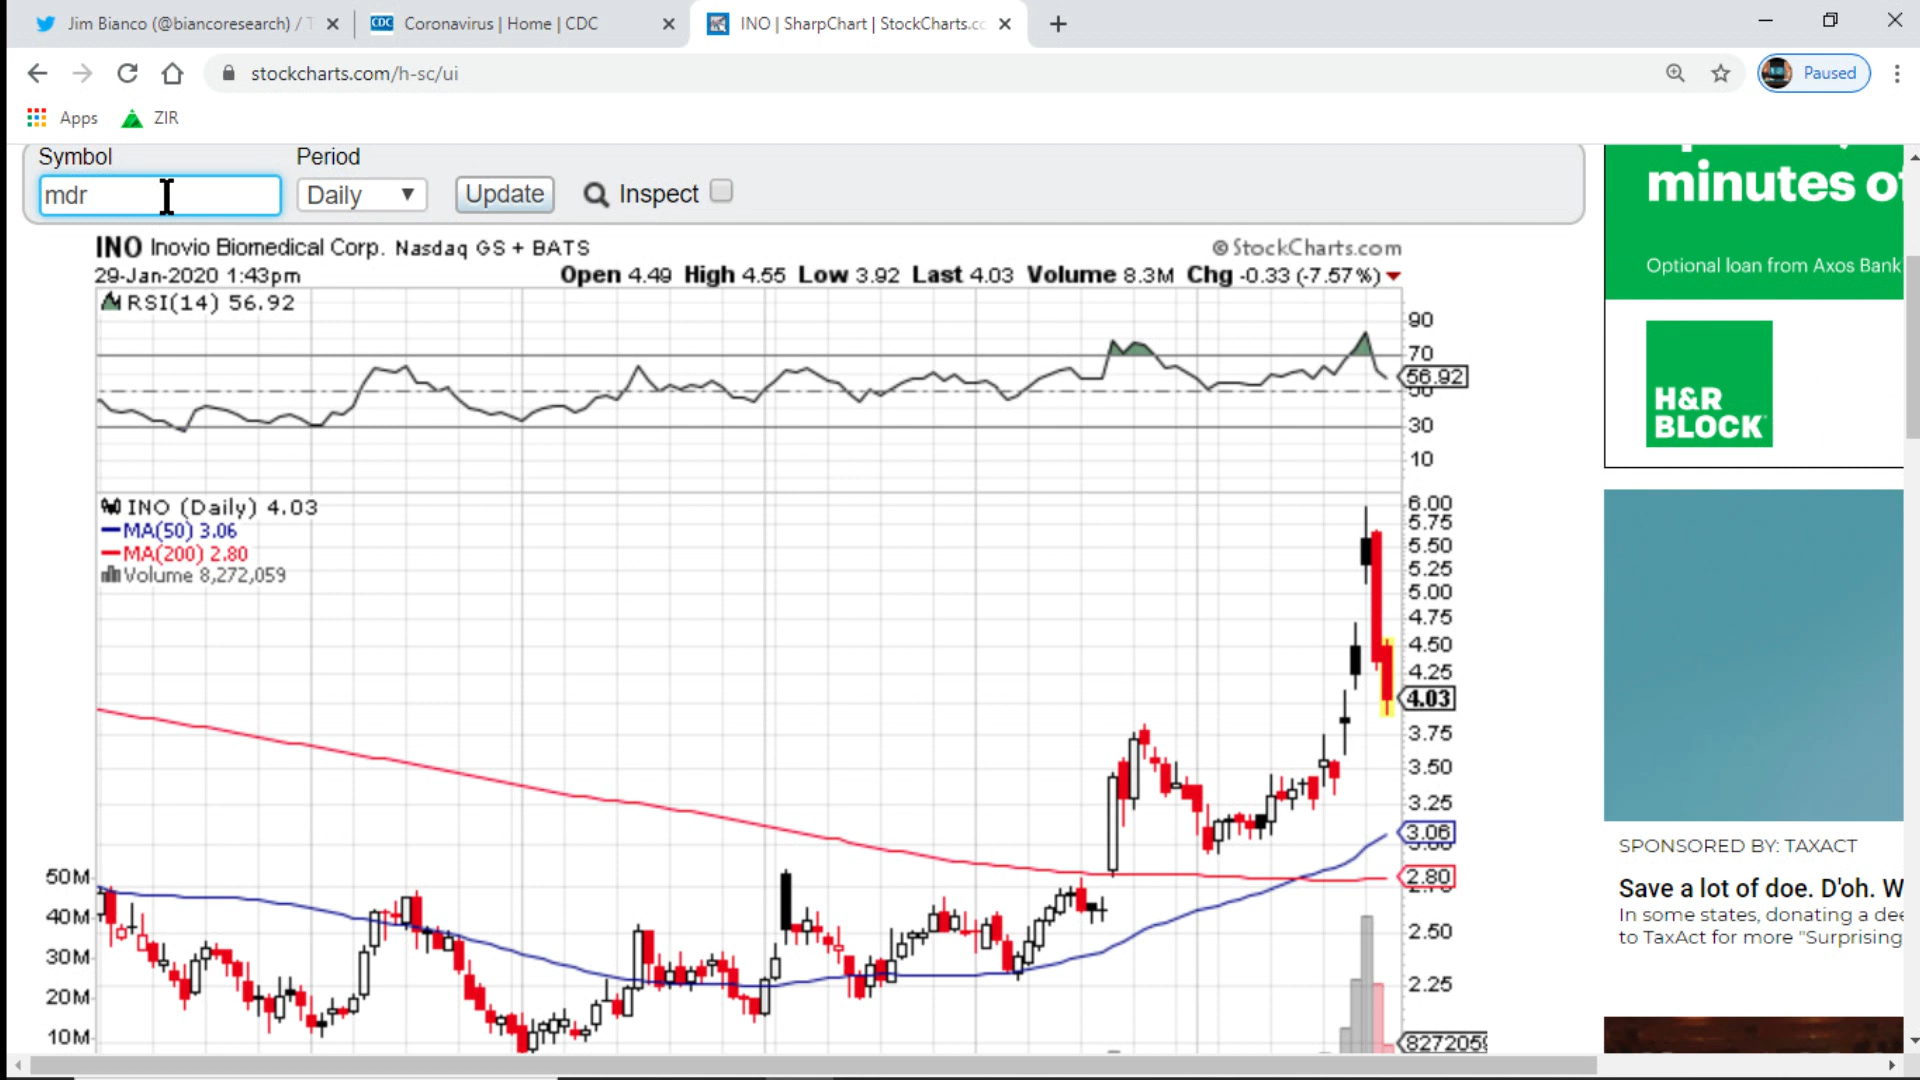 Jim Bianco (@biancoresearch) / T
CDC
Coronavirus | Home | CDC
INO | SharpChart | StockCharts.cc
stockcharts.com/h-sc/ui
Paused
Apps
ZIR
Symbol
Period
mdr
Daily
Update
Inspect
INO Inovio Biomedical Corp. Nasdaq GS + BATS
© StockCharts.com
29-Jan-2020 1:43pm
Open 4.49 High 4.55 Low 3.92 Last 4.03 Volume 8.3M Chg -0.33 (-7.57%)
RSI(14) 56.92
90
70
56.92
50
30
10
INO (Daily) 4.03
MA(50) 3.06
MA(200) 2.80
Volume 8,272,059
6.00
5.75
5.50
5.25
5.00
4.75
4.50
4.25
4.03
3.75
3.50
3.25
3.06
2.80
2.50
2.25
50M
40M
30M
20M
10M
8272059
minutes of
Optional loan from Axos Bank
H&R
BLOCK
SPONSORED BY: TAXACT
Save a lot of doe. D'oh. W
In some states, donating a dee
to TaxAct for more "Surprising